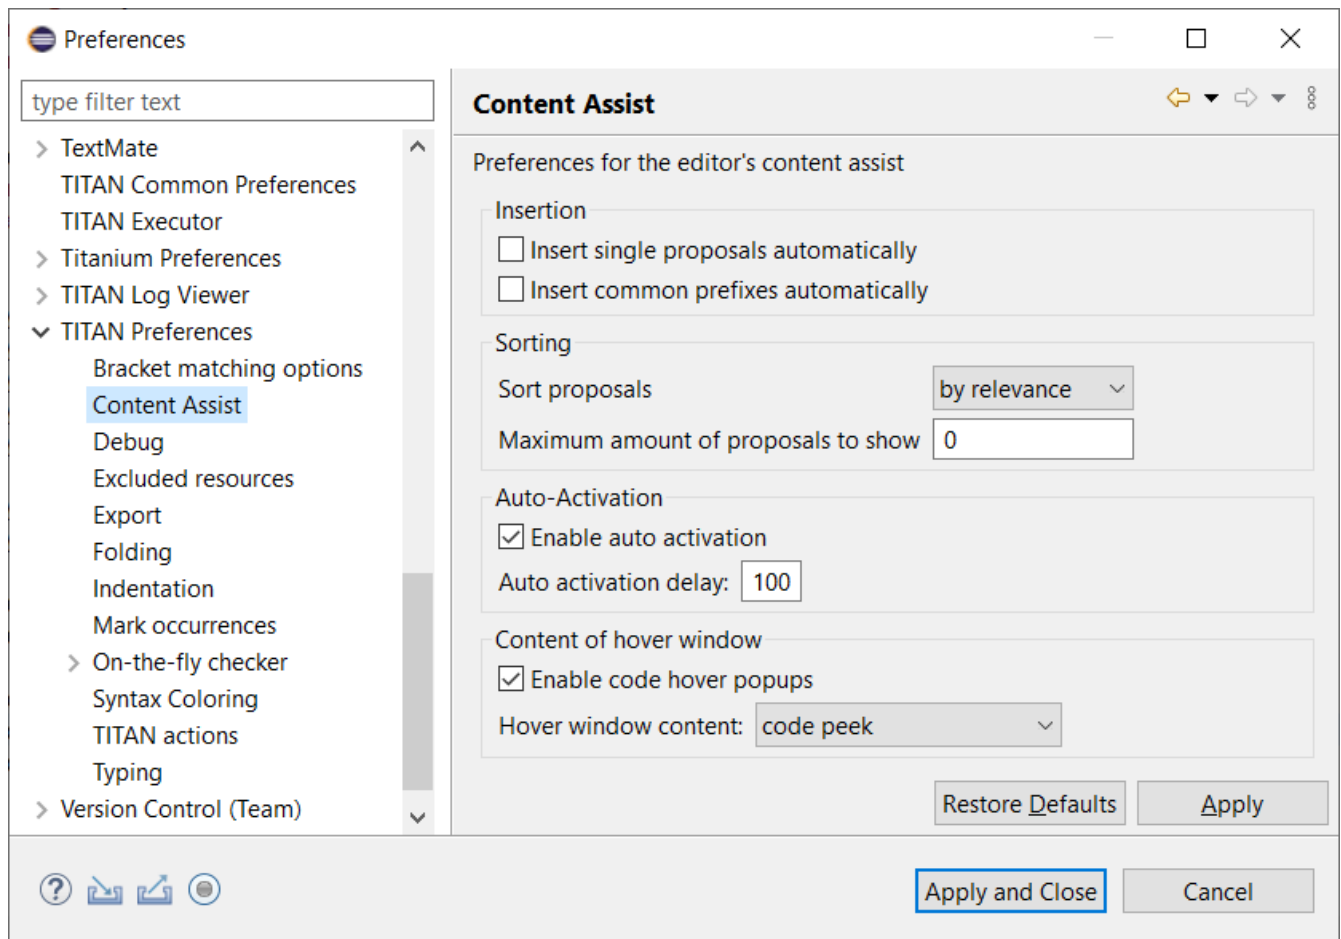 Preferences
type filter text
TextMate
TITAN Common Preferences
TITAN Executor
Titanium Preferences
TITAN Log Viewer
TITAN Preferences
Bracket matching options
Content Assist
Debug
Excluded resources
Export
Folding
Indentation
Mark occurrences
On-the-fly checker
Syntax Coloring
TITAN actions
Typing
Version Control (Team)
Content Assist
Preferences for the editor's content assist
Insertion
Insert single proposals automatically
Insert common prefixes automatically
Sorting
Sort proposals by relevance
Maximum amount of proposals to show 0
Auto-Activation
Enable auto activation
Auto activation delay: 100
Content of hover window
Enable code hover popups
Hover window content: code peek
Restore Defaults Apply
Apply and Close Cancel